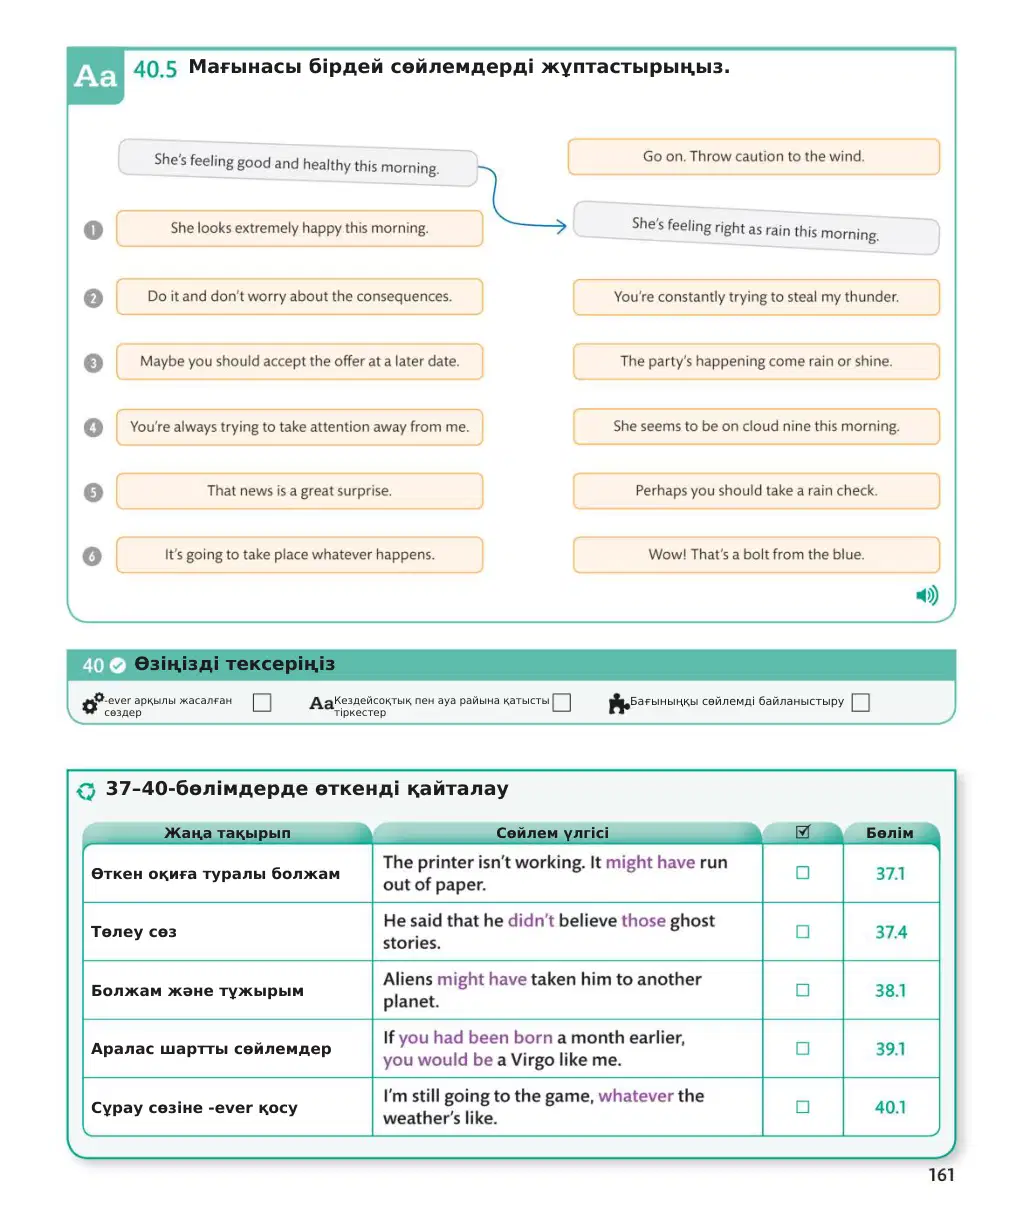 Aa 40.5 Мағынасы бірдей сөйлемдерді жұптастырыңыз.
She's feeling good and healthy this morning.
Go on. Throw caution to the wind.
1 She looks extremely happy this morning.
She's feeling right as rain this morning.
2 Do it and don't worry about the consequences.
You're constantly trying to steal my thunder.
3 Maybe you should accept the offer at a later date.
The party's happening come rain or shine.
4 You're always trying to take attention away from me.
She seems to be on cloud nine this morning.
5 That news is a great surprise.
Perhaps you should take a rain check.
6 It's going to take place whatever happens.
Wow! That's a bolt from the blue.
40 Өзіңізді тексеріңіз
-ever арқылы жасалған
сөздер
Aa Кездейсоқтық пен ауа райына қатысты
тіркестер
Бағыныңқы сөйлемді байланыстыру
37–40-бөлімдерде өткенді қайталау
Жаңа тақырып Сөйлем үлгісі Бөлім
Өткен оқиға туралы болжам
The printer isn't working. It might have run
out of paper.
37.1
Төлеу сөз
He said that he didn't believe those ghost
stories.
37.4
Болжам және тұжырым
Aliens might have taken him to another
planet.
38.1
Аралас шартты сөйлемдер
If you had been born a month earlier,
you would be a Virgo like me.
39.1
Сұрау сөзіне -ever қосу
I'm still going to the game, whatever the
weather's like.
40.1
161